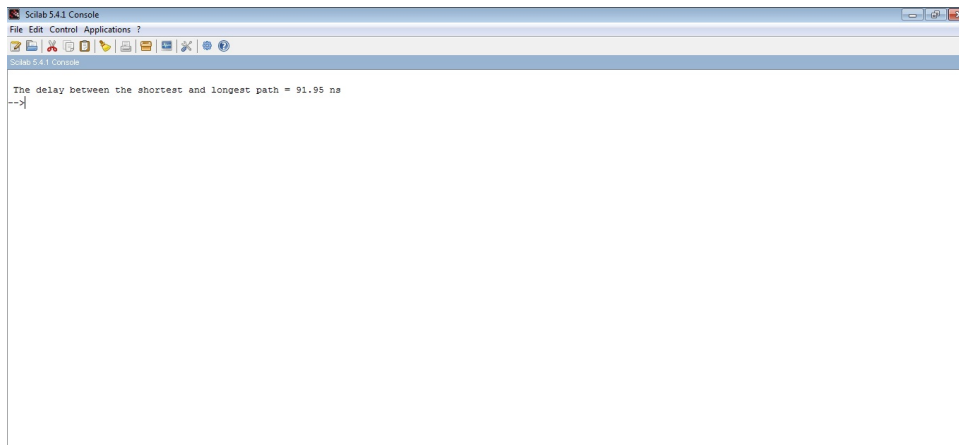 Scilab 5.4.1 Console
File Edit Control Applications ?
Scilab 5.4.1 Console
The delay between the shortest and longest path = 91.95 ns
-->